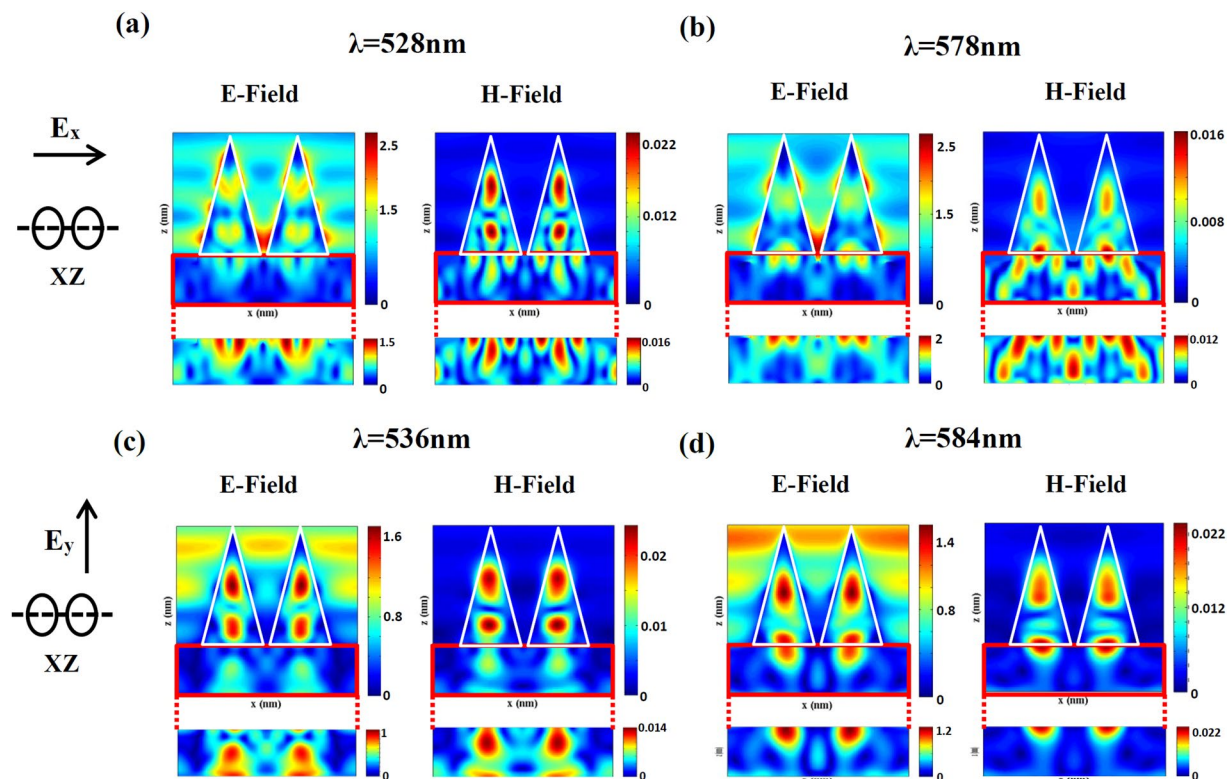 (a)
λ=528nm
(b)
λ=578nm
E-Field
H-Field
E-Field
H-Field
Ex
XZ
z (nm)
2.5
1.5
0
z (nm)
0.022
0.012
0
z (nm)
2.5
1.5
0
z (nm)
0.016
0.008
0
x (nm)
x (nm)
x (nm)
x (nm)
1.5
0
0.016
0
2
0
0.012
0
(c)
λ=536nm
(d)
λ=584nm
E-Field
H-Field
E-Field
H-Field
Ey
XZ
z (nm)
1.6
0.8
0
z (nm)
0.02
0.01
0
z (nm)
1.4
0.8
0
z (nm)
0.022
0.012
0
x (nm)
x (nm)
x (nm)
x (nm)
1
0
0.014
0
1.2
0
0.022
0